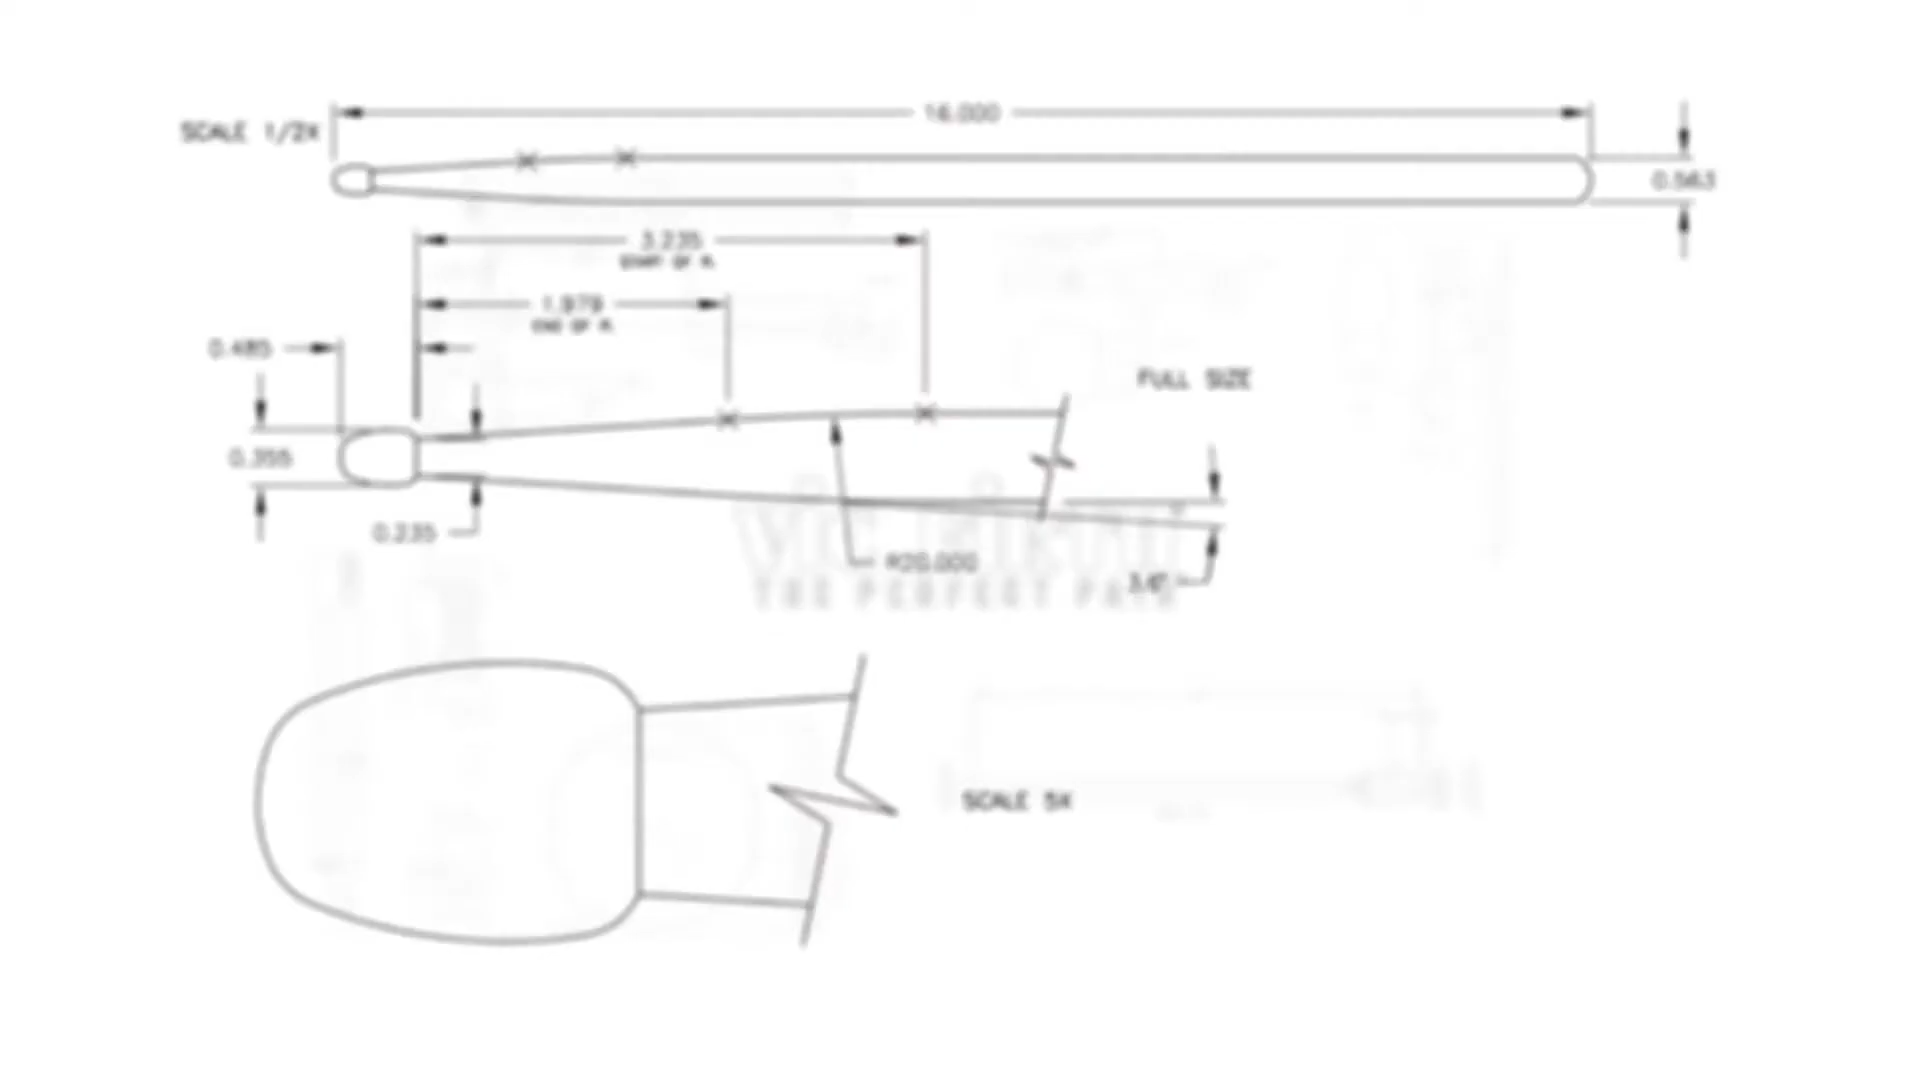 16.000
SCALE 1/2X
0.563
3.235
START OF R.
1.979
END OF R.
0.485
FULL SIZE
0.355
0.235
R20.000
THE PERFECT PAIR
SCALE 5X